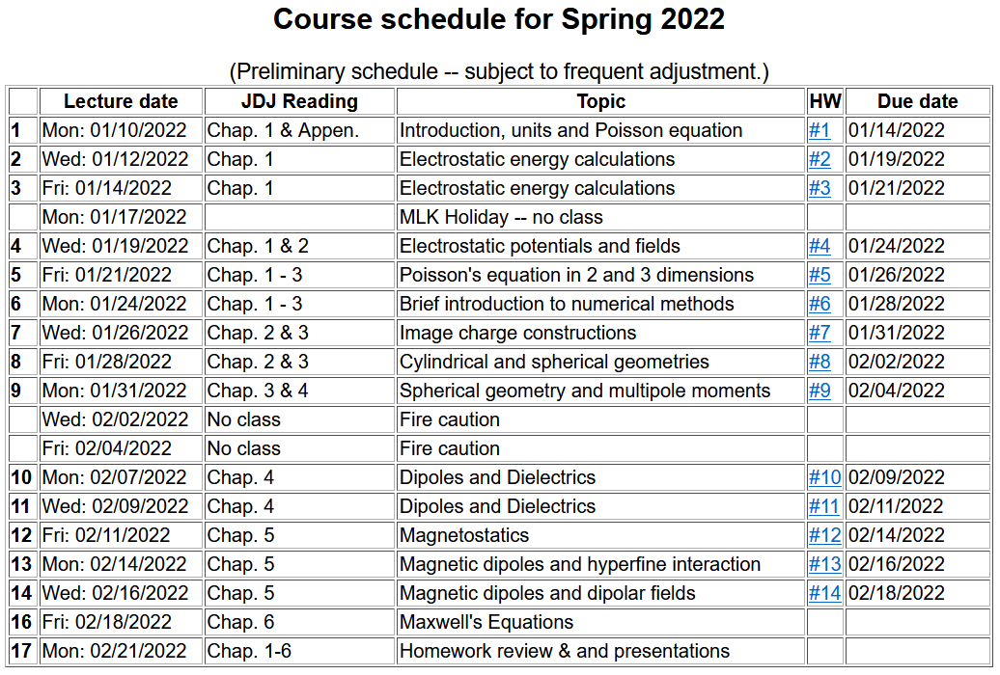 Course schedule for Spring 2022
(Preliminary schedule -- subject to frequent adjustment.)
Lecture date JDJ Reading Topic HW Due date
1 Mon: 01/10/2022 Chap. 1 & Appen. Introduction, units and Poisson equation #1 01/14/2022
2 Wed: 01/12/2022 Chap. 1 Electrostatic energy calculations #2 01/19/2022
3 Fri: 01/14/2022 Chap. 1 Electrostatic energy calculations #3 01/21/2022
Mon: 01/17/2022 MLK Holiday -- no class
4 Wed: 01/19/2022 Chap. 1 & 2 Electrostatic potentials and fields #4 01/24/2022
5 Fri: 01/21/2022 Chap. 1 - 3 Poisson's equation in 2 and 3 dimensions #5 01/26/2022
6 Mon: 01/24/2022 Chap. 1 - 3 Brief introduction to numerical methods #6 01/28/2022
7 Wed: 01/26/2022 Chap. 2 & 3 Image charge constructions #7 01/31/2022
8 Fri: 01/28/2022 Chap. 2 & 3 Cylindrical and spherical geometries #8 02/02/2022
9 Mon: 01/31/2022 Chap. 3 & 4 Spherical geometry and multipole moments #9 02/04/2022
Wed: 02/02/2022 No class Fire caution
Fri: 02/04/2022 No class Fire caution
10 Mon: 02/07/2022 Chap. 4 Dipoles and Dielectrics #10 02/09/2022
11 Wed: 02/09/2022 Chap. 4 Dipoles and Dielectrics #11 02/11/2022
12 Fri: 02/11/2022 Chap. 5 Magnetostatics #12 02/14/2022
13 Mon: 02/14/2022 Chap. 5 Magnetic dipoles and hyperfine interaction #13 02/16/2022
14 Wed: 02/16/2022 Chap. 5 Magnetic dipoles and dipolar fields #14 02/18/2022
16 Fri: 02/18/2022 Chap. 6 Maxwell's Equations
17 Mon: 02/21/2022 Chap. 1-6 Homework review & and presentations